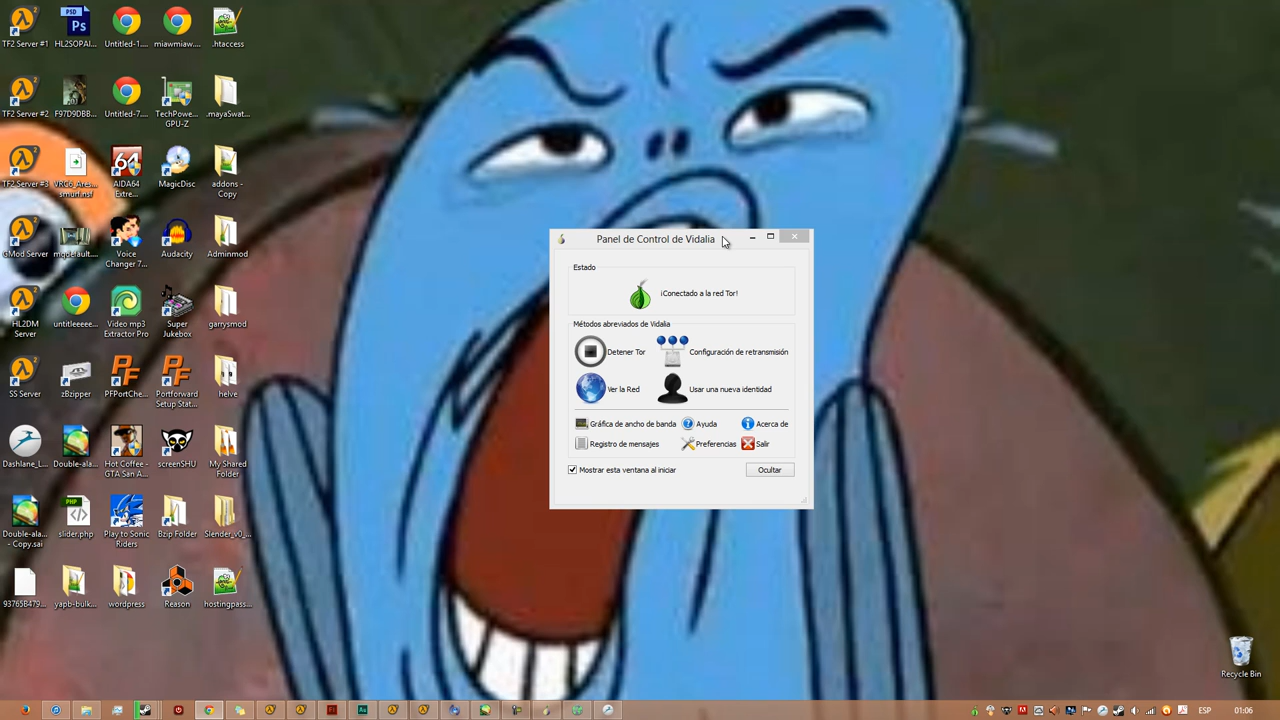 TF2 Server #1
HL2SOPAI...
Untitled-1....
miawmiaw....
.htaccess
TF2 Server #2
F97D9DBB...
Untitled-7....
TechPowe...
GPU-Z
.mayaSwat...
TF2 Server #3
AIDA64
Extre...
MagicDisc
addons -
Copy
GMod Server
mqdefault....
Voice
Changer 7...
Audacity
Adminmod
HL2DM
Server
untitleeeee...
Video mp3
Extractor Pro
Super
Jukebox
garrysmod
SS Server
zBzipper
PFPortChe...
Portforward
Setup Stat...
helve
Dashlane_L...
Double-ala...
Hot Coffee -
GTA San A...
screenSHU
My Shared
Folder
Double-ala...
- Copy.sai
slider.php
Play to Sonic
Riders
Bzip Folder
Slender_v0_...
93765B479...
yapb-bulk...
wordpress
Reason
hostingpass...
Panel de Control de Vidalia
Estado
¡Conectado a la red Tor!
Métodos abreviados de Vidalia
Detener Tor
Configuración de retransmisión
Ver la Red
Usar una nueva identidad
Gráfica de ancho de banda
Ayuda
Acerca de
Registro de mensajes
Preferencias
Salir
Mostrar esta ventana al iniciar
Ocultar
Recycle Bin
ESP
01:06